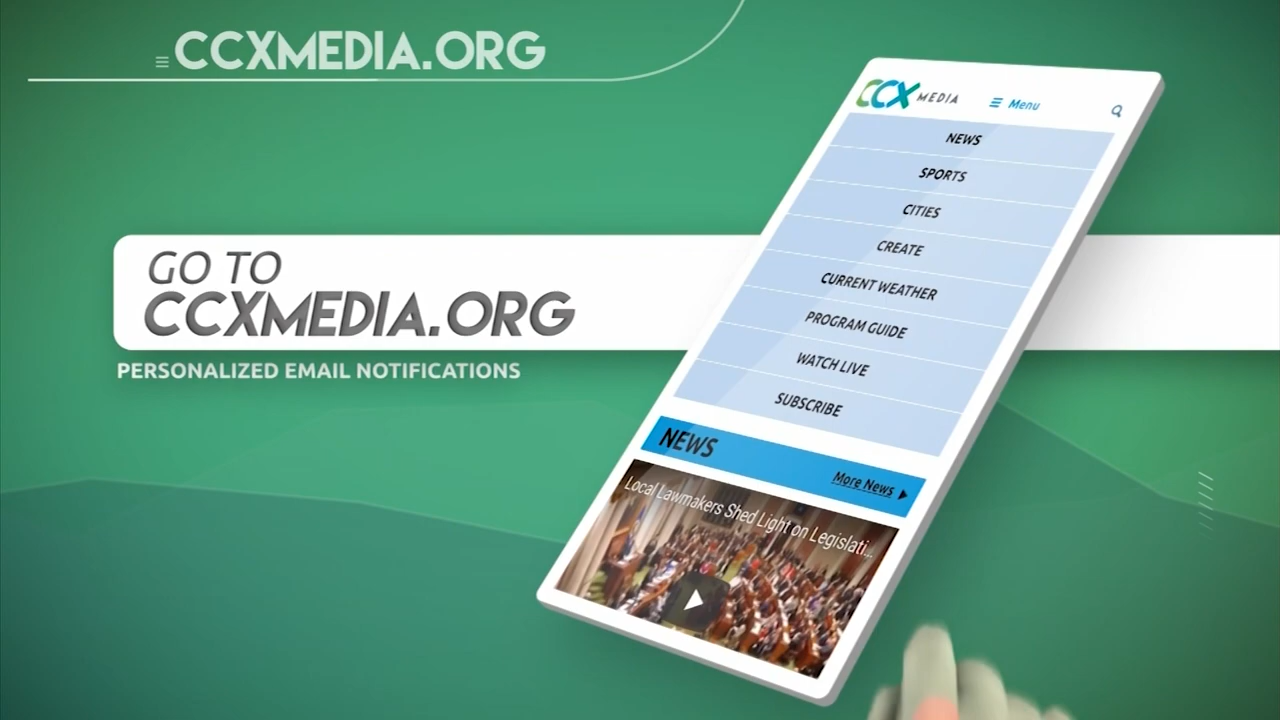 CCXMEDIA.ORG
GO TO
CCXMEDIA.ORG
PERSONALIZED EMAIL NOTIFICATIONS
CCX MEDIA
Menu
NEWS
SPORTS
CITIES
CREATE
CURRENT WEATHER
PROGRAM GUIDE
WATCH LIVE
SUBSCRIBE
NEWS
More News
Local Lawmakers Shed Light on Legislati...